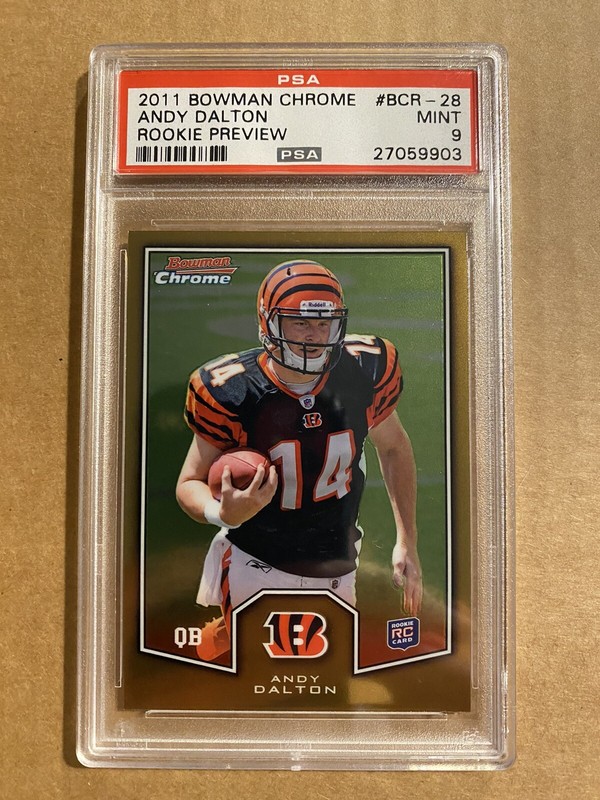 PSA
2011 BOWMAN CHROME #BCR-28
ANDY DALTON MINT
ROOKIE PREVIEW 9
PSA 27059903
Bowman
Chrome
Riddell
14
14
B
14
B
QB
ROOKIE
RC
CARD
ANDY
DALTON